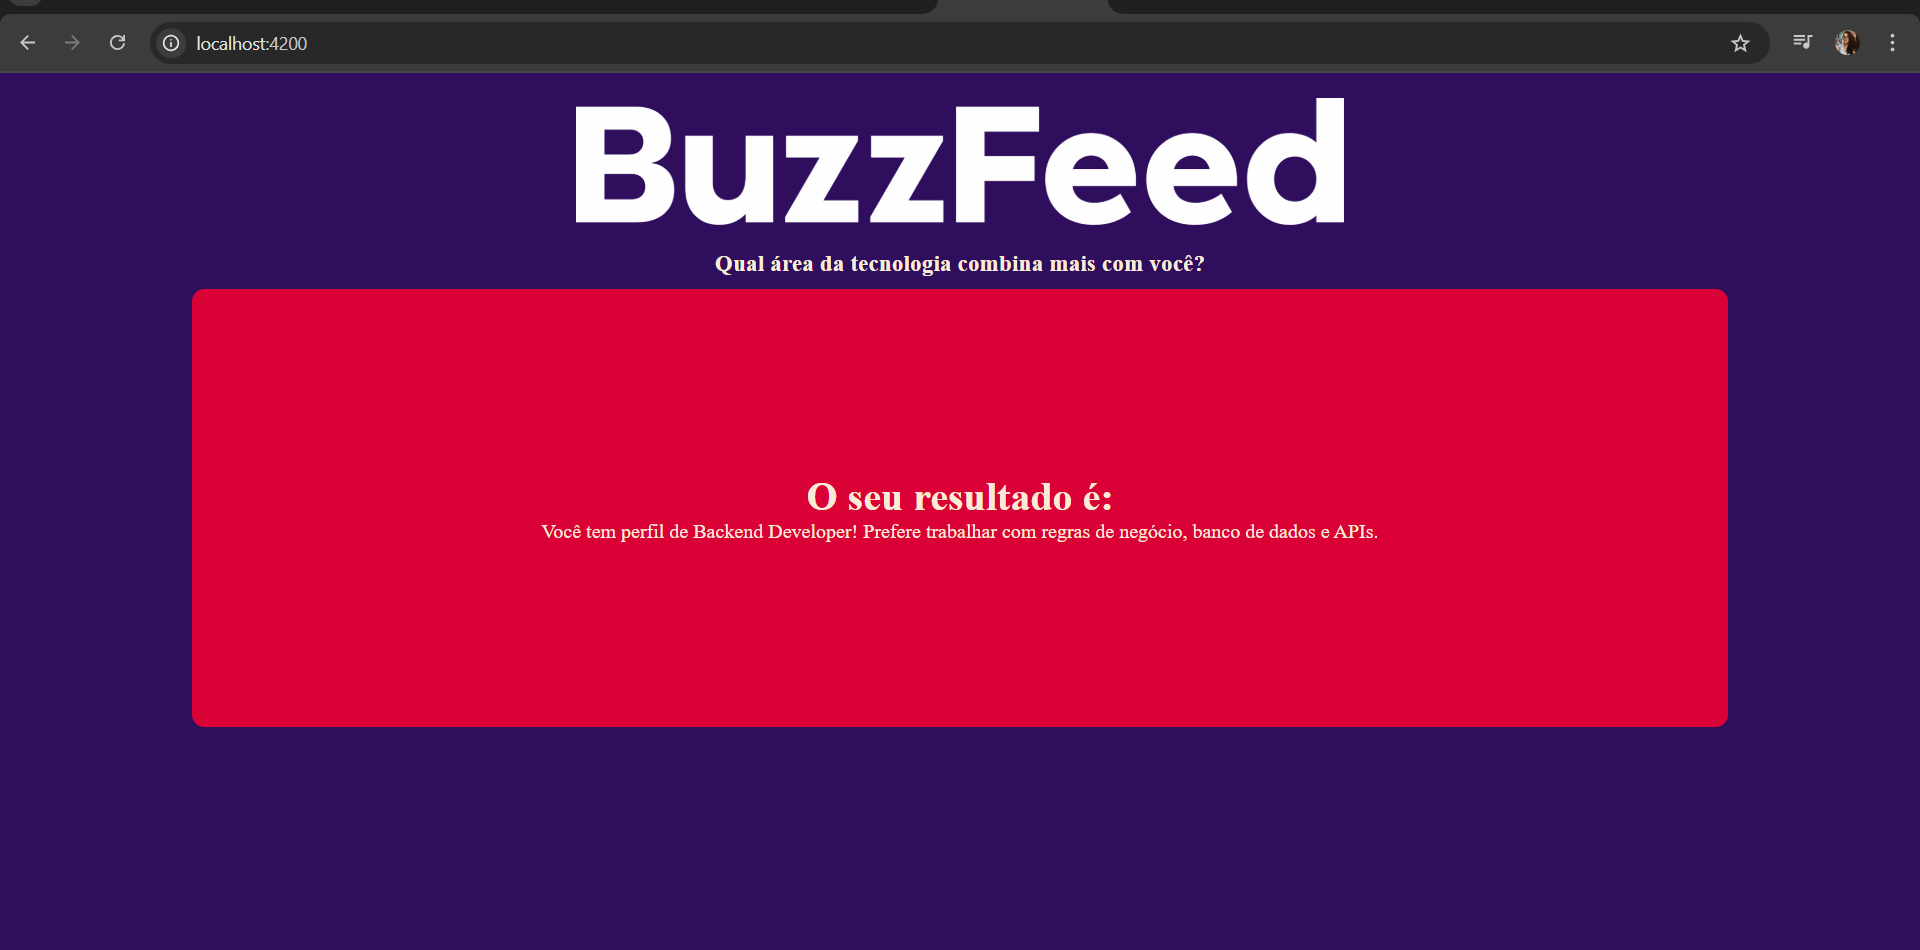 localhost:4200
BuzzFeed
Qual área da tecnologia combina mais com você?
O seu resultado é:
Você tem perfil de Backend Developer! Prefere trabalhar com regras de negócio, banco de dados e APIs.